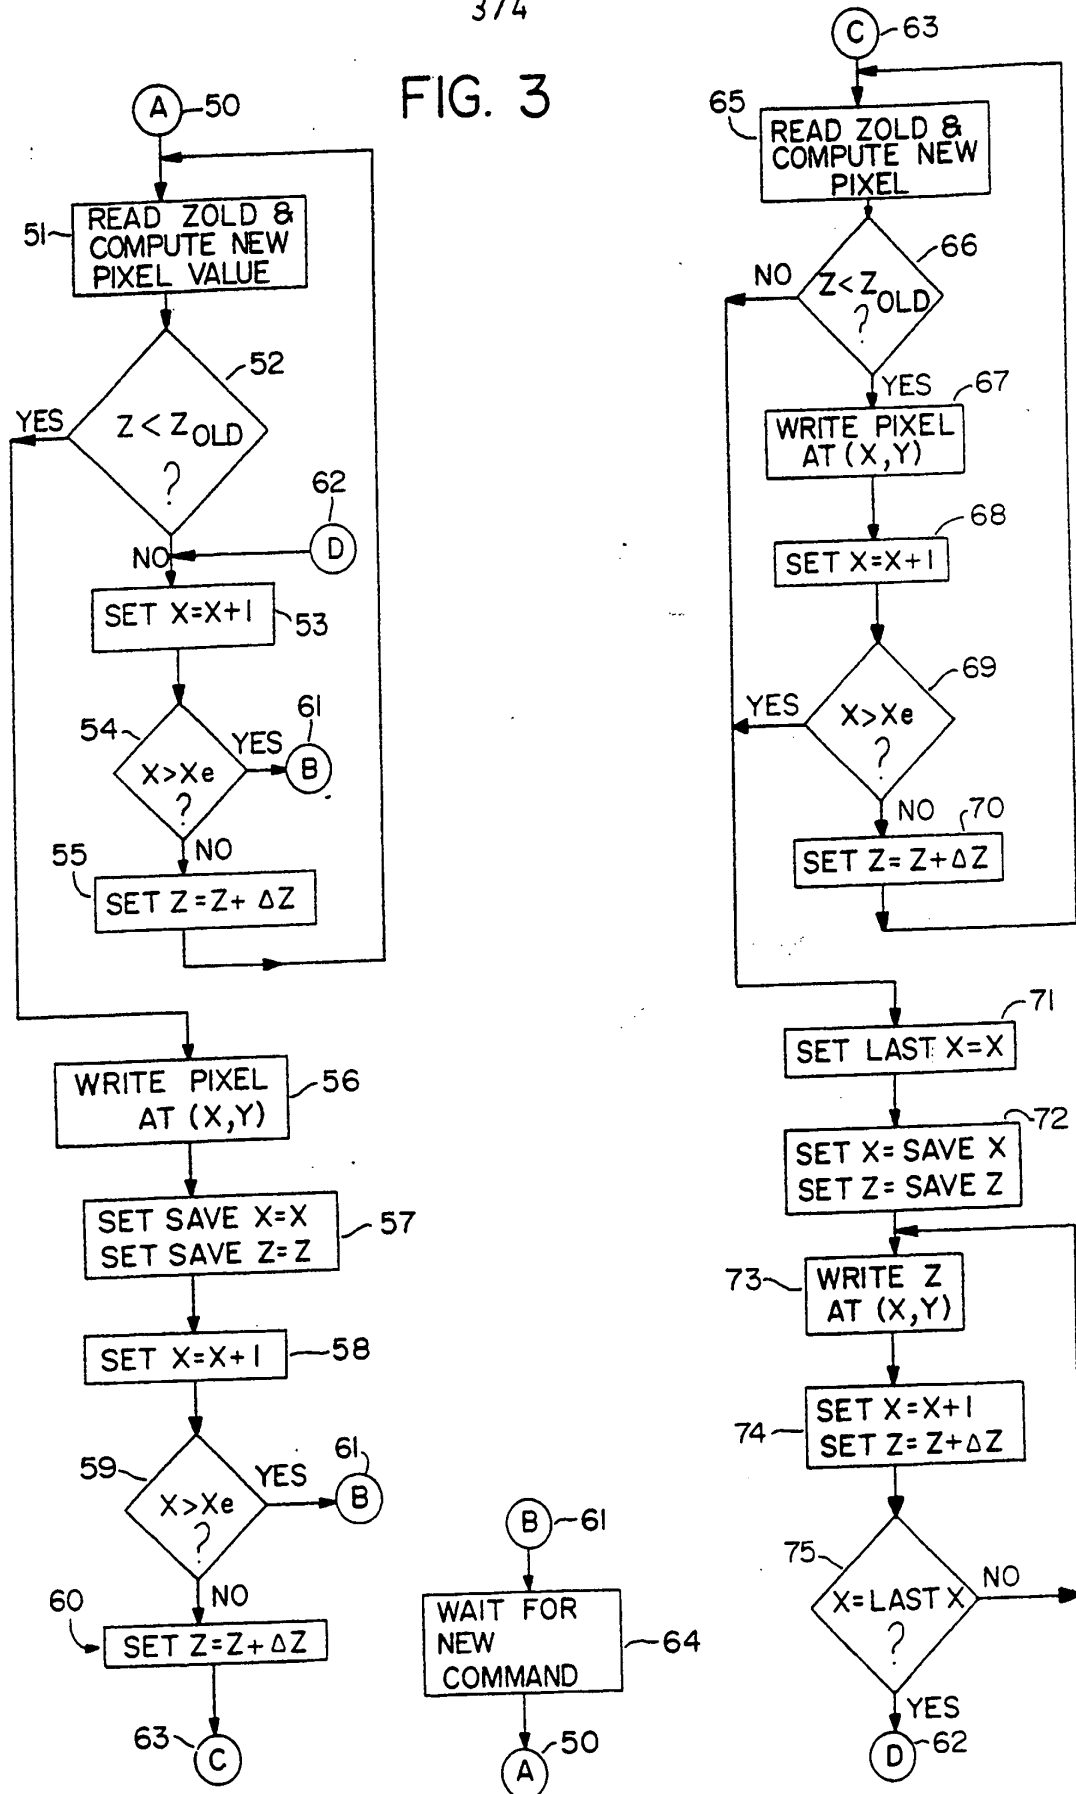 3/4
FIG. 3
A 50
51
READ ZOLD &
COMPUTE NEW
PIXEL VALUE
52
YES
Z < Z OLD
?
62
D
NO
SET X=X+1
53
54
X>Xe
?
YES
61
B
NO
55
SET Z=Z+ ΔZ
WRITE PIXEL
AT (X,Y)
56
SET SAVE X=X
SET SAVE Z=Z
57
SET X=X+1
58
59
X>Xe
?
YES
61
B
NO
60
SET Z=Z+ ΔZ
63
C
B 61
WAIT FOR
NEW
COMMAND
64
50
A
C 63
65
READ ZOLD &
COMPUTE NEW
PIXEL
66
NO
Z< Z OLD
?
YES
67
WRITE PIXEL
AT (X,Y)
68
SET X=X+1
69
YES
X>Xe
?
NO
70
SET Z=Z+ΔZ
71
SET LAST X=X
72
SET X=SAVE X
SET Z=SAVE Z
73
WRITE Z
AT (X,Y)
74
SET X=X+1
SET Z=Z+ΔZ
75
X=LAST X
?
NO
YES
D 62